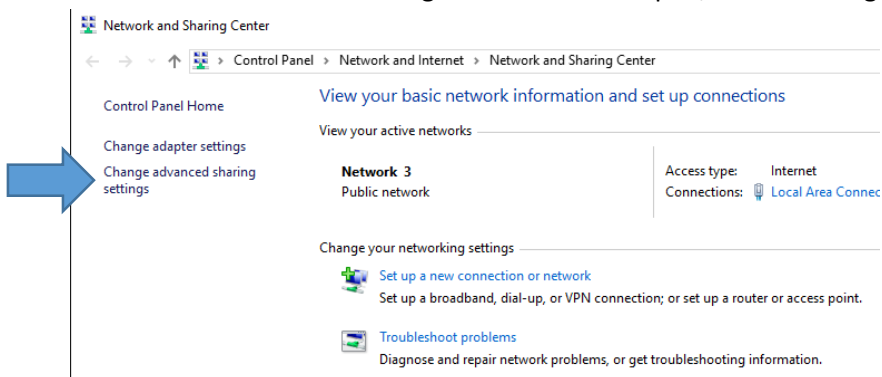 Network and Sharing Center
Control Panel > Network and Internet > Network and Sharing Center
Control Panel Home
Change adapter settings
Change advanced sharing
settings
View your basic network information and set up connections
View your active networks
Network 3
Public network
Access type: Internet
Connections: Local Area Connec
Change your networking settings
Set up a new connection or network
Set up a broadband, dial-up, or VPN connection; or set up a router or access point.
Troubleshoot problems
Diagnose and repair network problems, or get troubleshooting information.